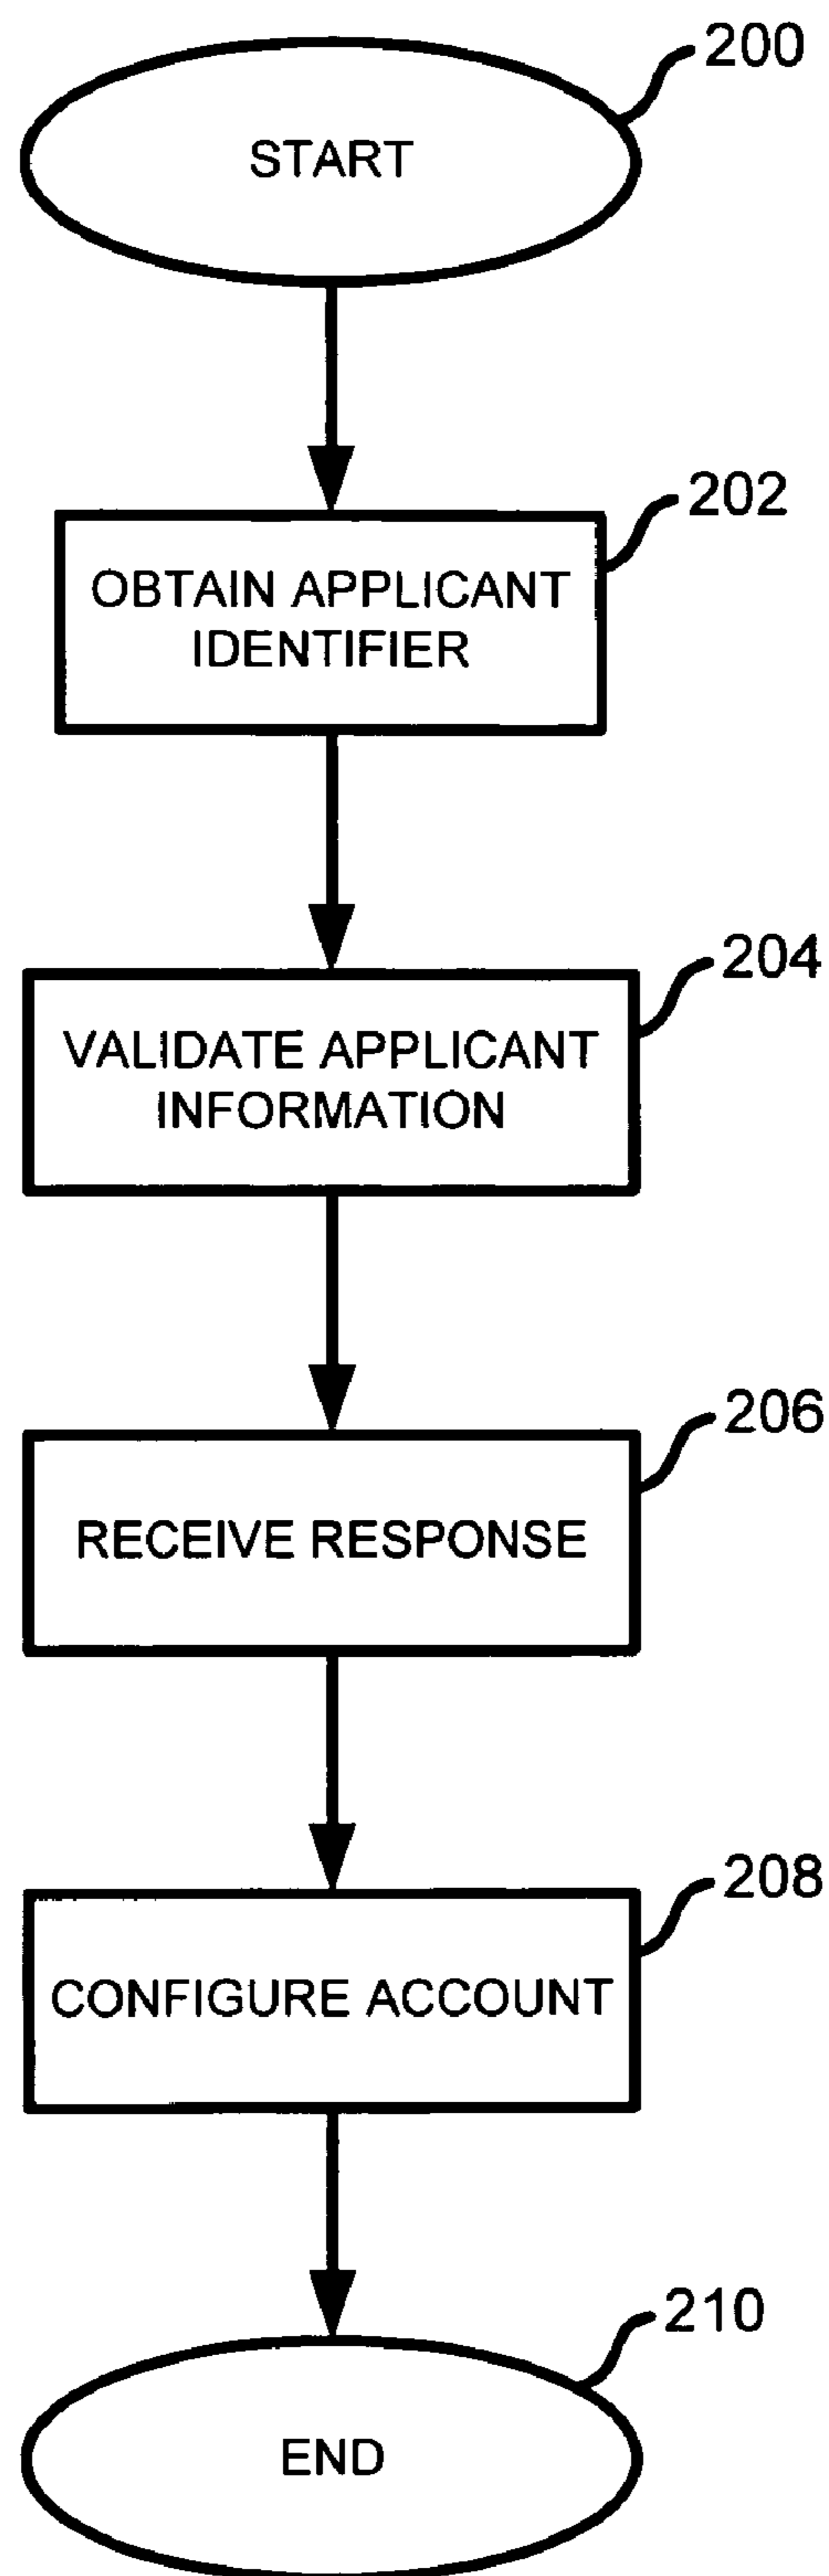 200
START
202
OBTAIN APPLICANT
IDENTIFIER
204
VALIDATE APPLICANT
INFORMATION
206
RECEIVE RESPONSE
208
CONFIGURE ACCOUNT
210
END